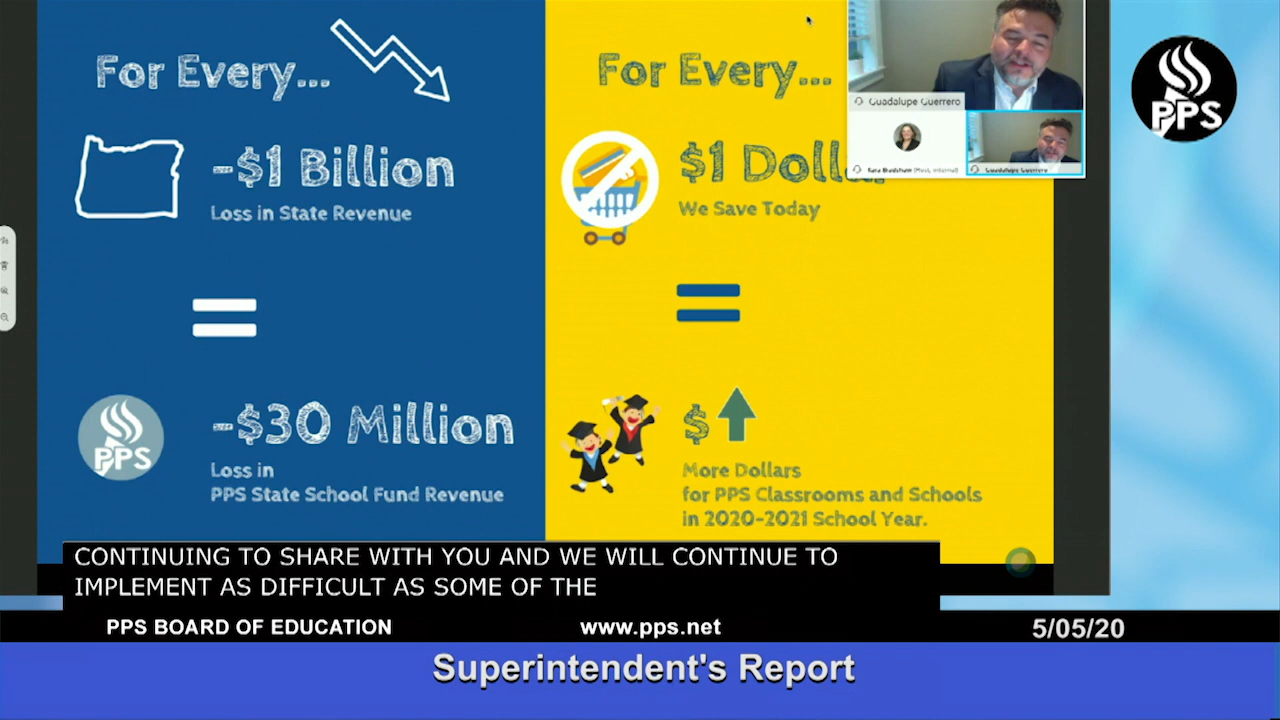 For Every...
-$1 Billion
Loss in State Revenue
=
PPS
-$30 Million
Loss in
PPS State School Fund Revenue
For Every...
$1
We Save Today
=
$
More Dollars
for PPS Classrooms and Schools
in 2020-2021 School Year.
Guadalupe Guerrero
Guadalupe Guerrero
PPS
CONTINUING TO SHARE WITH YOU AND WE WILL CONTINUE TO
IMPLEMENT AS DIFFICULT AS SOME OF THE
PPS BOARD OF EDUCATION
www.pps.net
5/05/20
Superintendent's Report